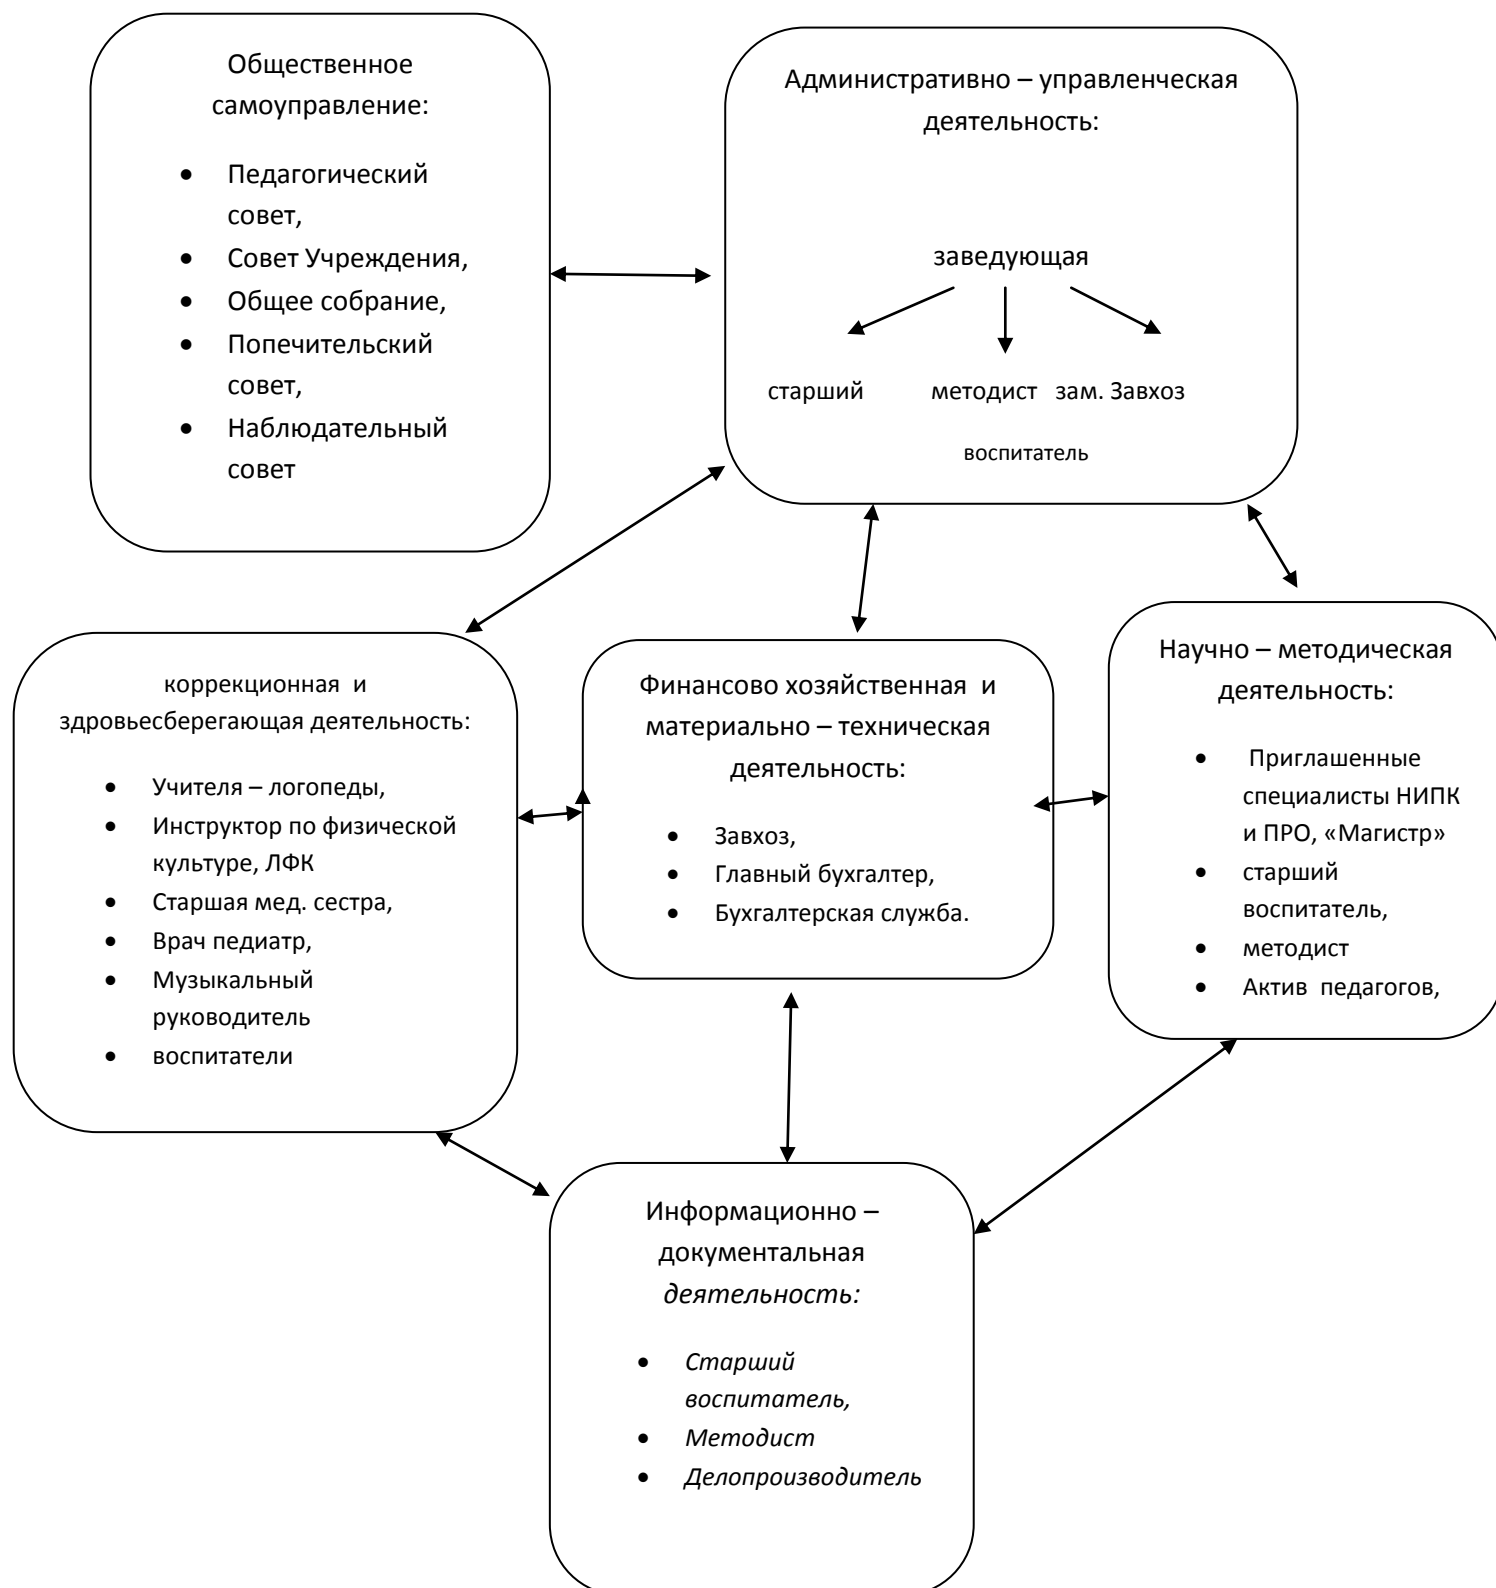 Общественное
самоуправление:
• Педагогический
совет,
• Совет Учреждения,
• Общее собрание,
• Попечительский
совет,
• Наблюдательный
совет
Административно – управленческая
деятельность:
заведующая
старший методист зам. Завхоз
воспитатель
коррекционная и
здровьесберегающая деятельность:
• Учителя – логопеды,
• Инструктор по физической
культуре, ЛФК
• Старшая мед. сестра,
• Врач педиатр,
• Музыкальный
руководитель
• воспитатели
Финансово хозяйственная и
материально – техническая
деятельность:
• Завхоз,
• Главный бухгалтер,
• Бухгалтерская служба.
Научно – методическая
деятельность:
• Приглашенные
специалисты НИПК
и ПРО, «Магистр»
• старший
воспитатель,
• методист
• Актив педагогов,
Информационно –
документальная
деятельность:
• Старший
воспитатель,
• Методист
• Делопроизводитель